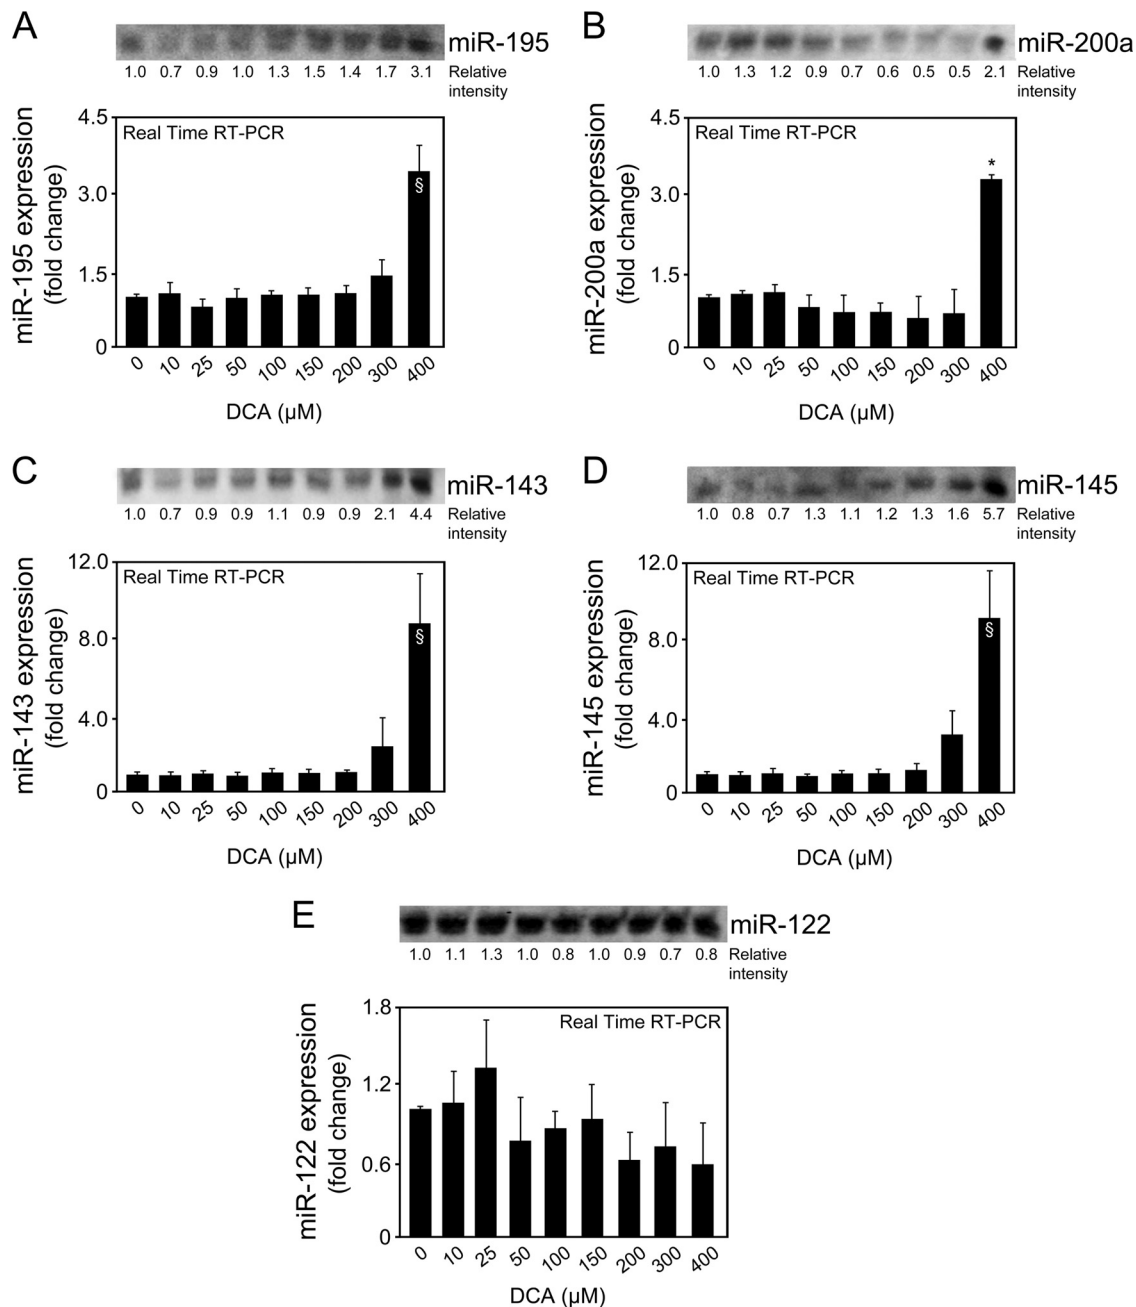 A
miR-195
1.0 0.7 0.9 1.0 1.3 1.5 1.4 1.7 3.1 Relative
intensity
miR-195 expression
(fold change)
4.5
3.0
1.5
0
Real Time RT-PCR
§
0 10 25 50 100 150 200 300 400
DCA (µM)
B
miR-200a
1.0 1.3 1.2 0.9 0.7 0.6 0.5 0.5 2.1 Relative
intensity
miR-200a expression
(fold change)
4.5
3.0
1.5
0
Real Time RT-PCR
*
0 10 25 50 100 150 200 300 400
DCA (µM)
C
miR-143
1.0 0.7 0.9 0.9 1.1 0.9 0.9 2.1 4.4 Relative
intensity
miR-143 expression
(fold change)
12.0
8.0
4.0
0
Real Time RT-PCR
§
0 10 25 50 100 150 200 300 400
DCA (µM)
D
miR-145
1.0 0.8 0.7 1.3 1.1 1.2 1.3 1.6 5.7 Relative
intensity
miR-145 expression
(fold change)
12.0
8.0
4.0
0
Real Time RT-PCR
§
0 10 25 50 100 150 200 300 400
DCA (µM)
E
miR-122
1.0 1.1 1.3 1.0 0.8 1.0 0.9 0.7 0.8 Relative
intensity
miR-122 expression
(fold change)
1.8
1.2
0.6
0
Real Time RT-PCR
0 10 25 50 100 150 200 300 400
DCA (µM)